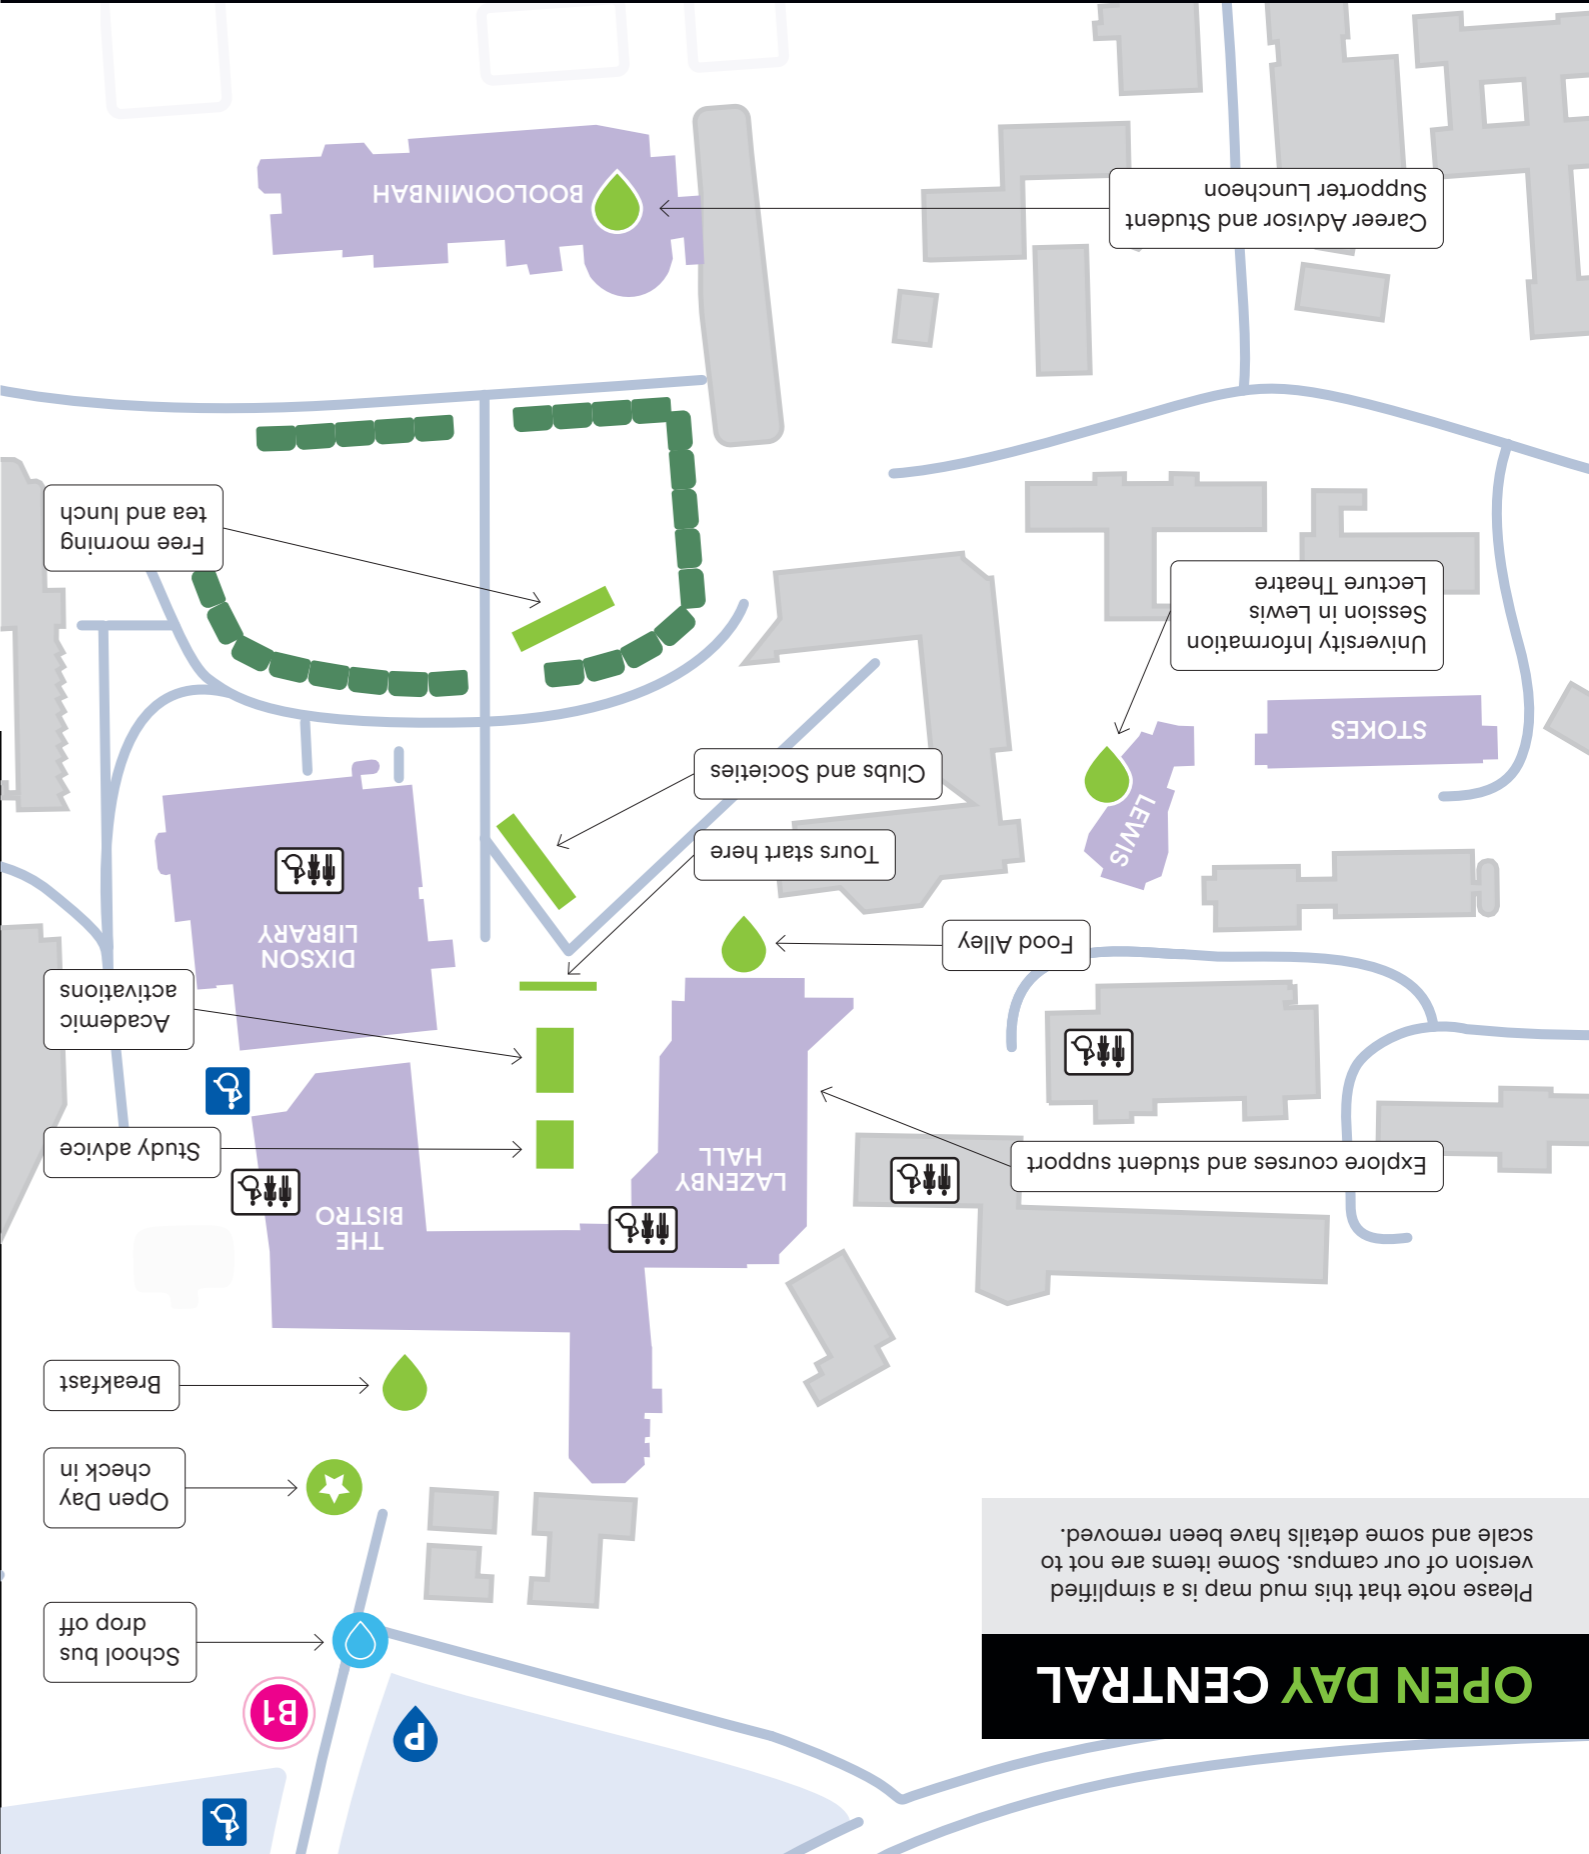 OPEN DAY CENTRAL
Please note that this mud map is a simplified
version of our campus. Some items are not to
scale and some details have been removed.
P
B1
School bus
drop off
Open Day
check in
Breakfast
THE
BISTRO
LAZENBY
HALL
Explore courses and student support
Study advice
Academic
activations
DIXSON
LIBRARY
Food Alley
Tours start here
Clubs and Societies
LEWIS
STOKES
University Information
Session in Lewis
Lecture Theatre
Free morning
tea and lunch
Career Advisor and Student
Supporter Luncheon
BOOLOOMINBAH